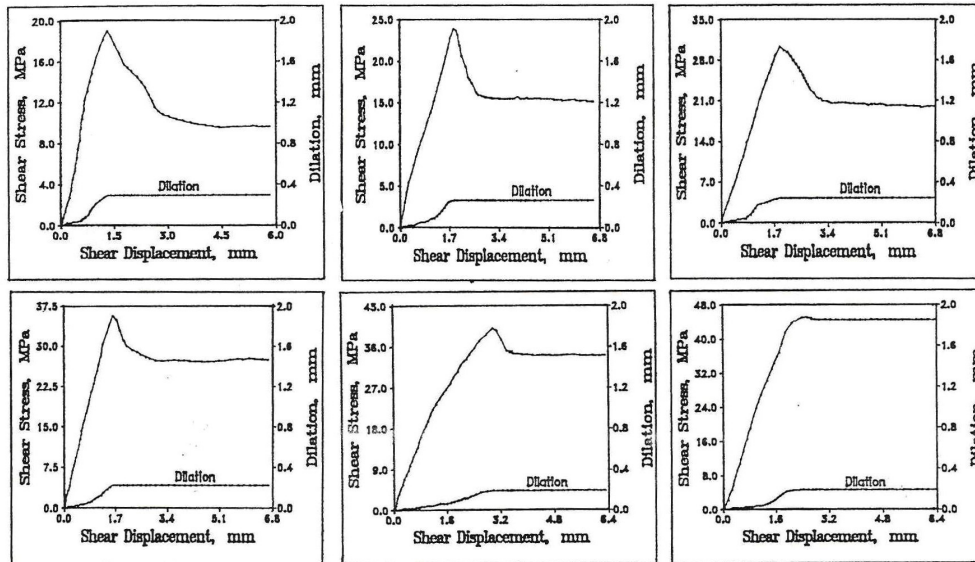 20.0 2.0
16.0 1.6
12.0 1.2
8.0 0.8
4.0 0.4
0.0 0.0
Shear Stress, MPa
Dilation, mm
Dilation
0.0 1.5 3.0 4.5 6.0
Shear Displacement, mm
25.0 2.0
20.0 1.6
15.0 1.2
10.0 0.8
5.0 0.4
0.0 0.0
Shear Stress, MPa
Dilation, mm
Dilation
0.0 1.7 3.4 5.1 6.8
Shear Displacement, mm
35.0 2.0
28.0 1.6
21.0 1.2
14.0 0.8
7.0 0.4
0.0 0.0
Shear Stress, MPa
Dilation, mm
Dilation
0.0 1.7 3.4 5.1 6.8
Shear Displacement, mm
37.5 2.0
30.0 1.6
22.5 1.2
15.0 0.8
7.5 0.4
0.0 0.0
Shear Stress, MPa
Dilation, mm
Dilation
0.0 1.7 3.4 5.1 6.8
Shear Displacement, mm
45.0 2.0
36.0 1.6
27.0 1.2
18.0 0.8
9.0 0.4
0.0 0.0
Shear Stress, MPa
Dilation, mm
Dilation
0.0 1.6 3.2 4.8 6.4
Shear Displacement, mm
48.0 2.0
40.0 1.6
32.0 1.2
24.0 0.8
16.0 0.4
8.0 0.0
0.0
Shear Stress, MPa
Dilation, mm
Dilation
0.0 1.6 3.2 4.8 6.4
Shear Displacement, mm